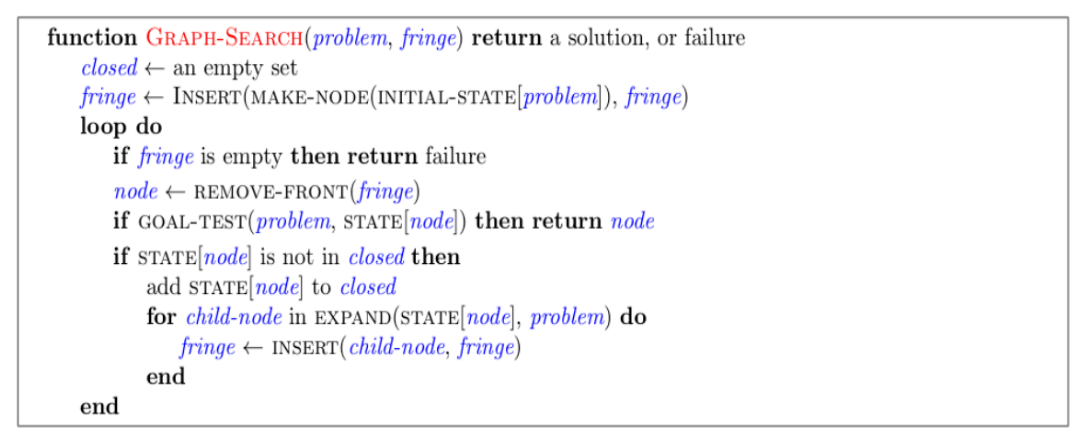 function GRAPH-SEARCH(problem, fringe) return a solution, or failure
closed ← an empty set
fringe ← INSERT(MAKE-NODE(INITIAL-STATE[problem]), fringe)
loop do
if fringe is empty then return failure
node ← REMOVE-FRONT(fringe)
if GOAL-TEST(problem, STATE[node]) then return node
if STATE[node] is not in closed then
add STATE[node] to closed
for child-node in EXPAND(STATE[node], problem) do
fringe ← INSERT(child-node, fringe)
end
end